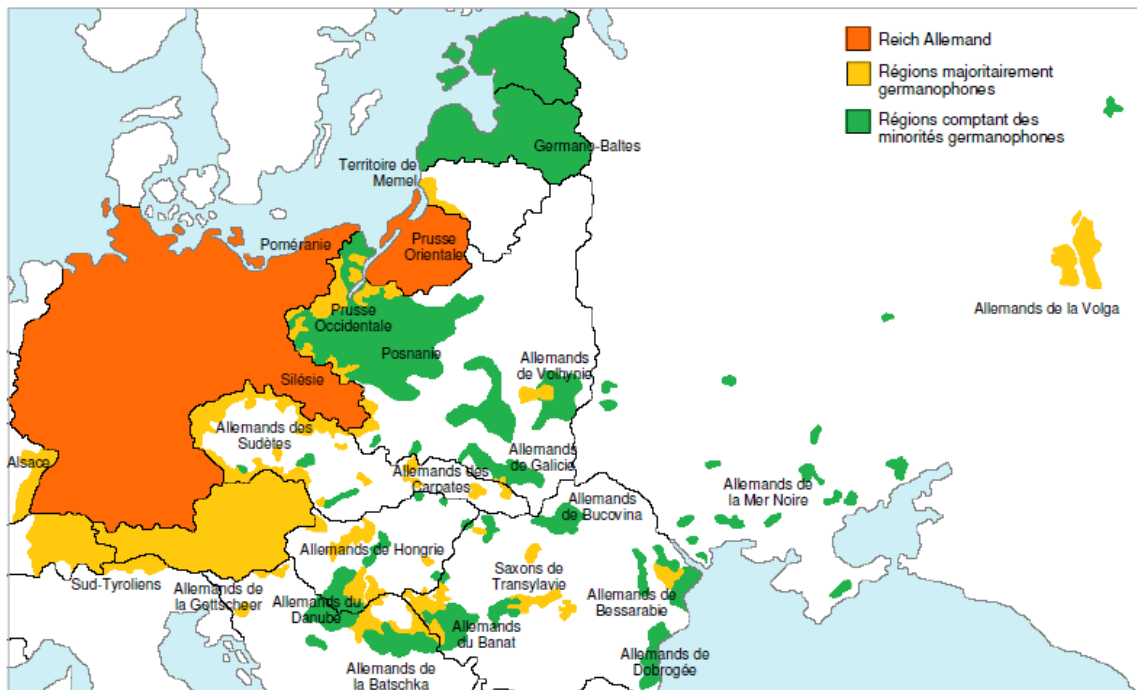 Reich Allemand
Régions majoritairement
germanophones
Régions comptant des
minorités germanophones
Germano-Baltes
Territoire de
Memel
Poméranie
Prusse
Orientale
Allemands de la Volga
Prusse
Occidentale
Posnanie
Silésie
Allemands
de Volhynie
Allemands des
Sudètes
Alsace
Allemands
de Galicie
Allemands des
Carpates
Allemands de
la Mer Noire
Allemands
de Bucovina
Allemands de Hongrie
Saxons de
Transylavie
Sud-Tyroliens
Allemands de
la Gottscheer
Allemands du
Danube
Allemands de
Bessarabie
Allemands
du Banat
Allemands de
la Batschka
Allemands de
Dobrogée